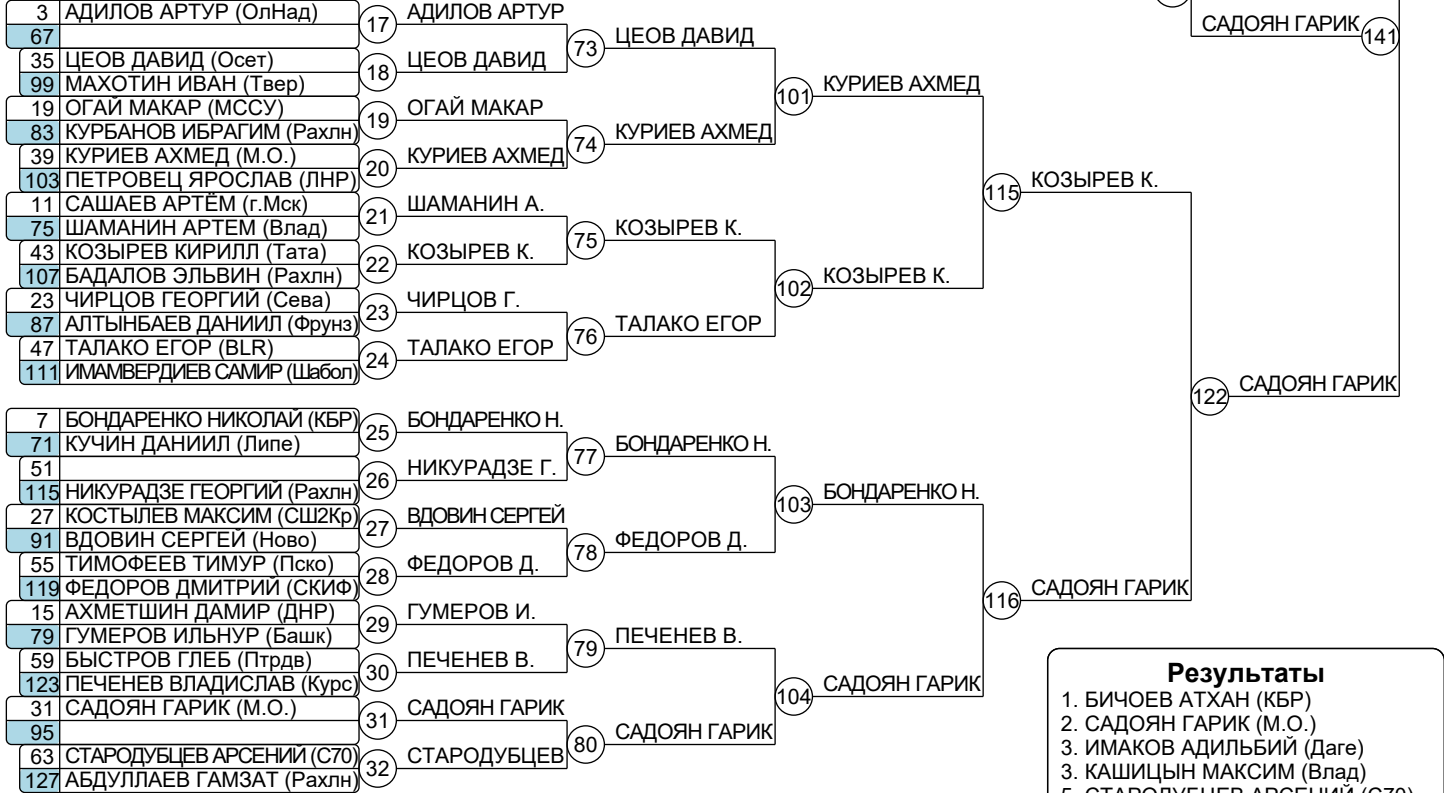 3 АДИЛОВ АРТУР (ОлНад)
67
35 ЦЕОВ ДАВИД (Осет)
99 МАХОТИН ИВАН (Твер)
19 ОГАЙ МАКАР (МССУ)
83 КУРБАНОВ ИБРАГИМ (Рахлн)
39 КУРИЕВ АХМЕД (М.О.)
103 ПЕТРОВЕЦ ЯРОСЛАВ (ЛНР)
11 САШАЕВ АРТЁМ (г.Мск)
75 ШАМАНИН АРТЕМ (Влад)
43 КОЗЫРЕВ КИРИЛЛ (Тата)
107 БАДАЛОВ ЭЛЬВИН (Рахлн)
23 ЧИРЦОВ ГЕОРГИЙ (Сева)
87 АЛТЫНБАЕВ ДАНИИЛ (Фрунз)
47 ТАЛАКО ЕГОР (BLR)
111 ИМАМВЕРДИЕВ САМИР (Шабол)
7 БОНДАРЕНКО НИКОЛАЙ (КБР)
71 КУЧИН ДАНИИЛ (Липе)
51
115 НИКУРАДЗЕ ГЕОРГИЙ (Рахлн)
27 КОСТЫЛЕВ МАКСИМ (СШ2Кр)
91 ВДОВИН СЕРГЕЙ (Ново)
55 ТИМОФЕЕВ ТИМУР (Пско)
119 ФЕДОРОВ ДМИТРИЙ (СКИФ)
15 АХМЕТШИН ДАМИР (ДНР)
79 ГУМЕРОВ ИЛЬНУР (Башк)
59 БЫСТРОВ ГЛЕБ (Птрдв)
123 ПЕЧЕНЕВ ВЛАДИСЛАВ (Курс)
31 САДОЯН ГАРИК (М.О.)
95
63 СТАРОДУБЦЕВ АРСЕНИЙ (С70)
127 АБДУЛЛАЕВ ГАМЗАТ (Рахлн)
17 АДИЛОВ АРТУР
18 ЦЕОВ ДАВИД
19 ОГАЙ МАКАР
20 КУРИЕВ АХМЕД
21 ШАМАНИН А.
22 КОЗЫРЕВ К.
23 ЧИРЦОВ Г.
24 ТАЛАКО ЕГОР
25 БОНДАРЕНКО Н.
26 НИКУРАДЗЕ Г.
27 ВДОВИН СЕРГЕЙ
28 ФЕДОРОВ Д.
29 ГУМЕРОВ И.
30 ПЕЧЕНЕВ В.
31 САДОЯН ГАРИК
32 СТАРОДУБЦЕВ
73 ЦЕОВ ДАВИД
74 КУРИЕВ АХМЕД
75 КОЗЫРЕВ К.
76 ТАЛАКО ЕГОР
77 БОНДАРЕНКО Н.
78 ФЕДОРОВ Д.
79 ПЕЧЕНЕВ В.
80 САДОЯН ГАРИК
101 КУРИЕВ АХМЕД
102 КОЗЫРЕВ К.
103 БОНДАРЕНКО Н.
104 САДОЯН ГАРИК
115 КОЗЫРЕВ К.
116 САДОЯН ГАРИК
122 САДОЯН ГАРИК
САДОЯН ГАРИК 141
Результаты
1. БИЧОЕВ АТХАН (КБР)
2. САДОЯН ГАРИК (М.О.)
3. ИМАКОВ АДИЛЬБИЙ (Даге)
3. КАШИЦЫН МАКСИМ (Влад)
5. СТАРОДУБЦЕВ АРСЕНИЙ (С70)